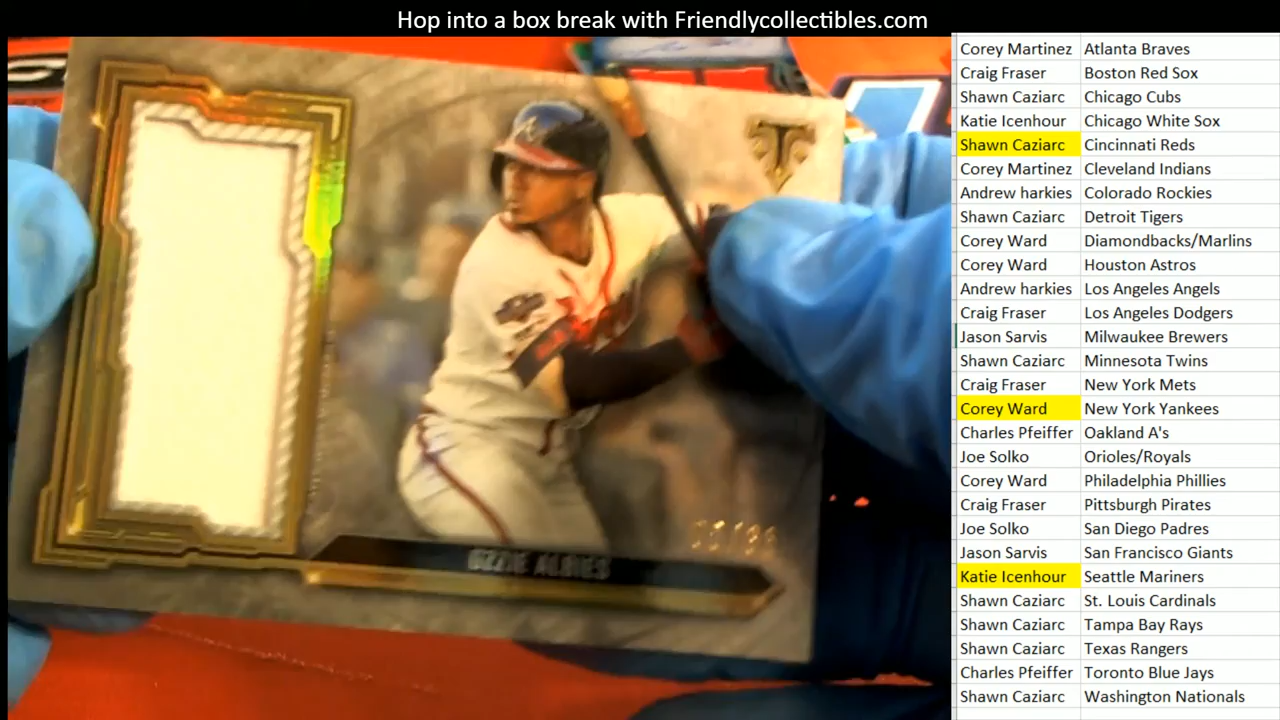 Hop into a box break with Friendlycollectibles.com
Corey Martinez Atlanta Braves
Craig Fraser Boston Red Sox
Shawn Caziarc Chicago Cubs
Katie Icenhour Chicago White Sox
Shawn Caziarc Cincinnati Reds
Corey Martinez Cleveland Indians
Andrew harkies Colorado Rockies
Shawn Caziarc Detroit Tigers
Corey Ward Diamondbacks/Marlins
Corey Ward Houston Astros
Andrew harkies Los Angeles Angels
Craig Fraser Los Angeles Dodgers
Jason Sarvis Milwaukee Brewers
Shawn Caziarc Minnesota Twins
Craig Fraser New York Mets
Corey Ward New York Yankees
Charles Pfeiffer Oakland A's
Joe Solko Orioles/Royals
Corey Ward Philadelphia Phillies
Craig Fraser Pittsburgh Pirates
Joe Solko San Diego Padres
Jason Sarvis San Francisco Giants
Katie Icenhour Seattle Mariners
Shawn Caziarc St. Louis Cardinals
Shawn Caziarc Tampa Bay Rays
Shawn Caziarc Texas Rangers
Charles Pfeiffer Toronto Blue Jays
Shawn Caziarc Washington Nationals
OZZIE ALBIES